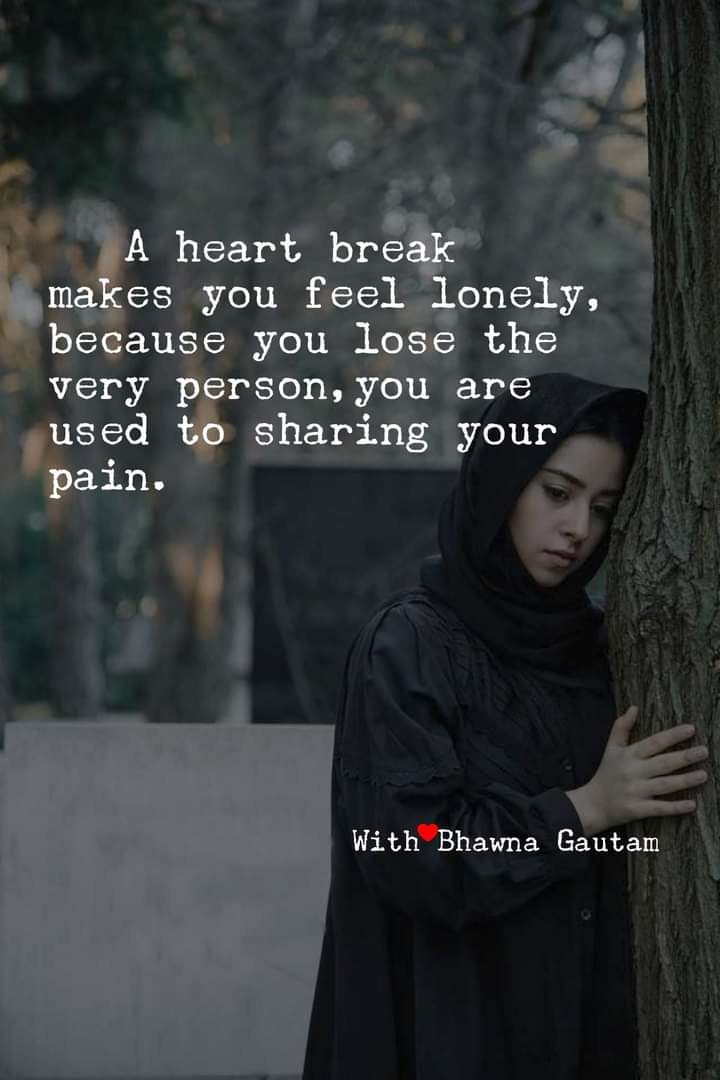 A heart break
makes you feel lonely,
because you lose the
very person,you are
used to sharing your
pain.
With❤Bhawna Gautam